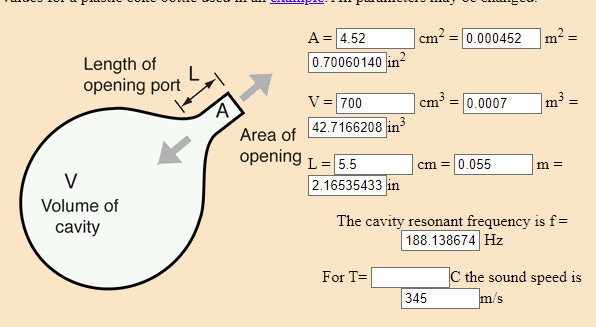 A = 4.52 cm² = 0.000452 m² =
0.70060140 in²
Length of
opening port
L
A
V = 700 cm³ = 0.0007 m³ =
42.7166208 in³
Area of
opening
L = 5.5 cm = 0.055 m =
2.16535433 in
V
Volume of
cavity
The cavity resonant frequency is f =
188.138674 Hz
For T= C the sound speed is
345 m/s